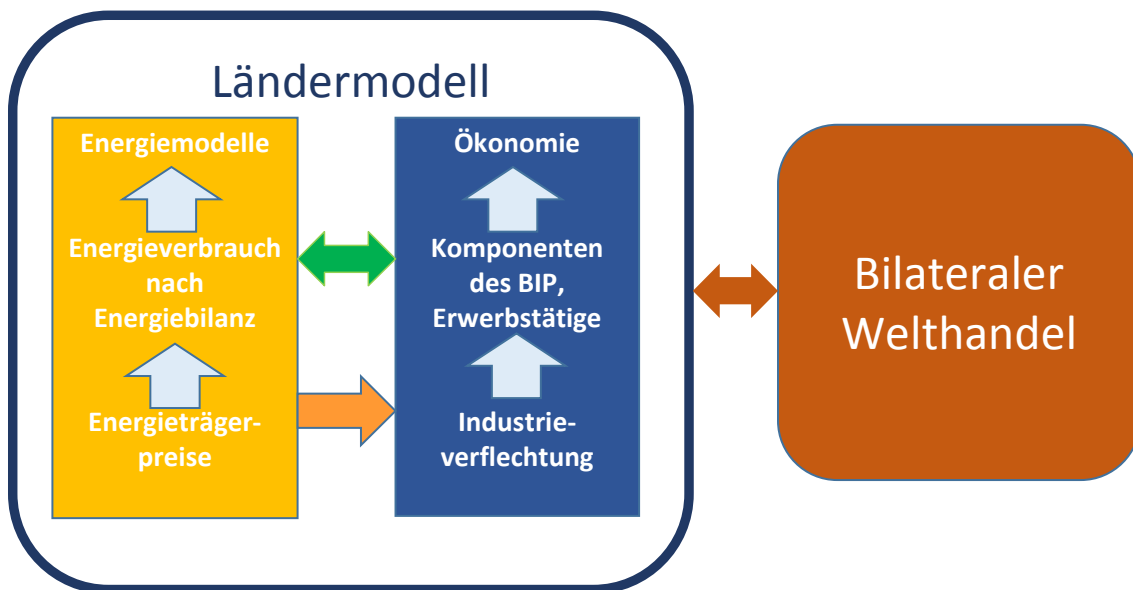 Ländermodell
Energiemodelle
Energieverbrauch
nach
Energiebilanz
Energieträger-
preise
Ökonomie
Komponenten
des BIP,
Erwerbstätige
Industrie-
verflechtung
Bilateraler
Welthandel